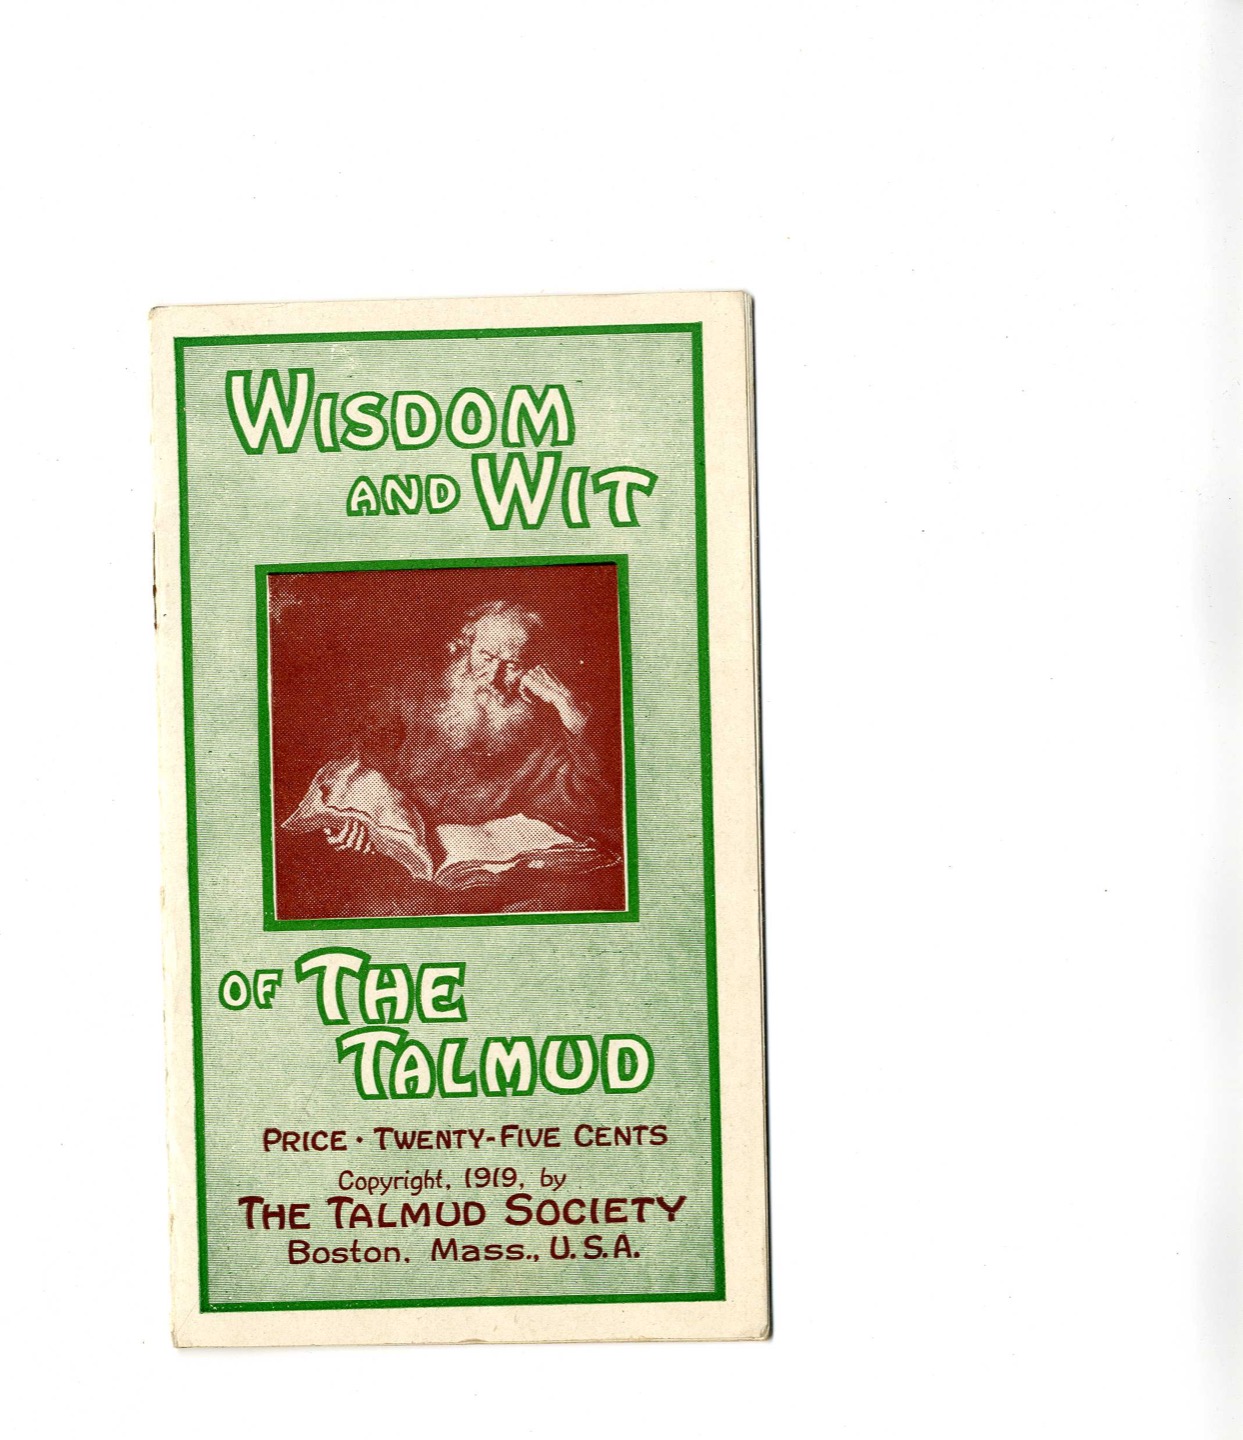 WISDOM
AND WIT
OF THE
TALMUD
PRICE · TWENTY-FIVE CENTS
Copyright, 1919, by
THE TALMUD SOCIETY
Boston, Mass., U.S.A.